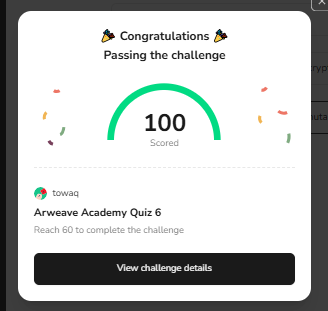 Congratulations
Passing the challenge
100
Scored
towaq
Arweave Academy Quiz 6
Reach 60 to complete the challenge
View challenge details